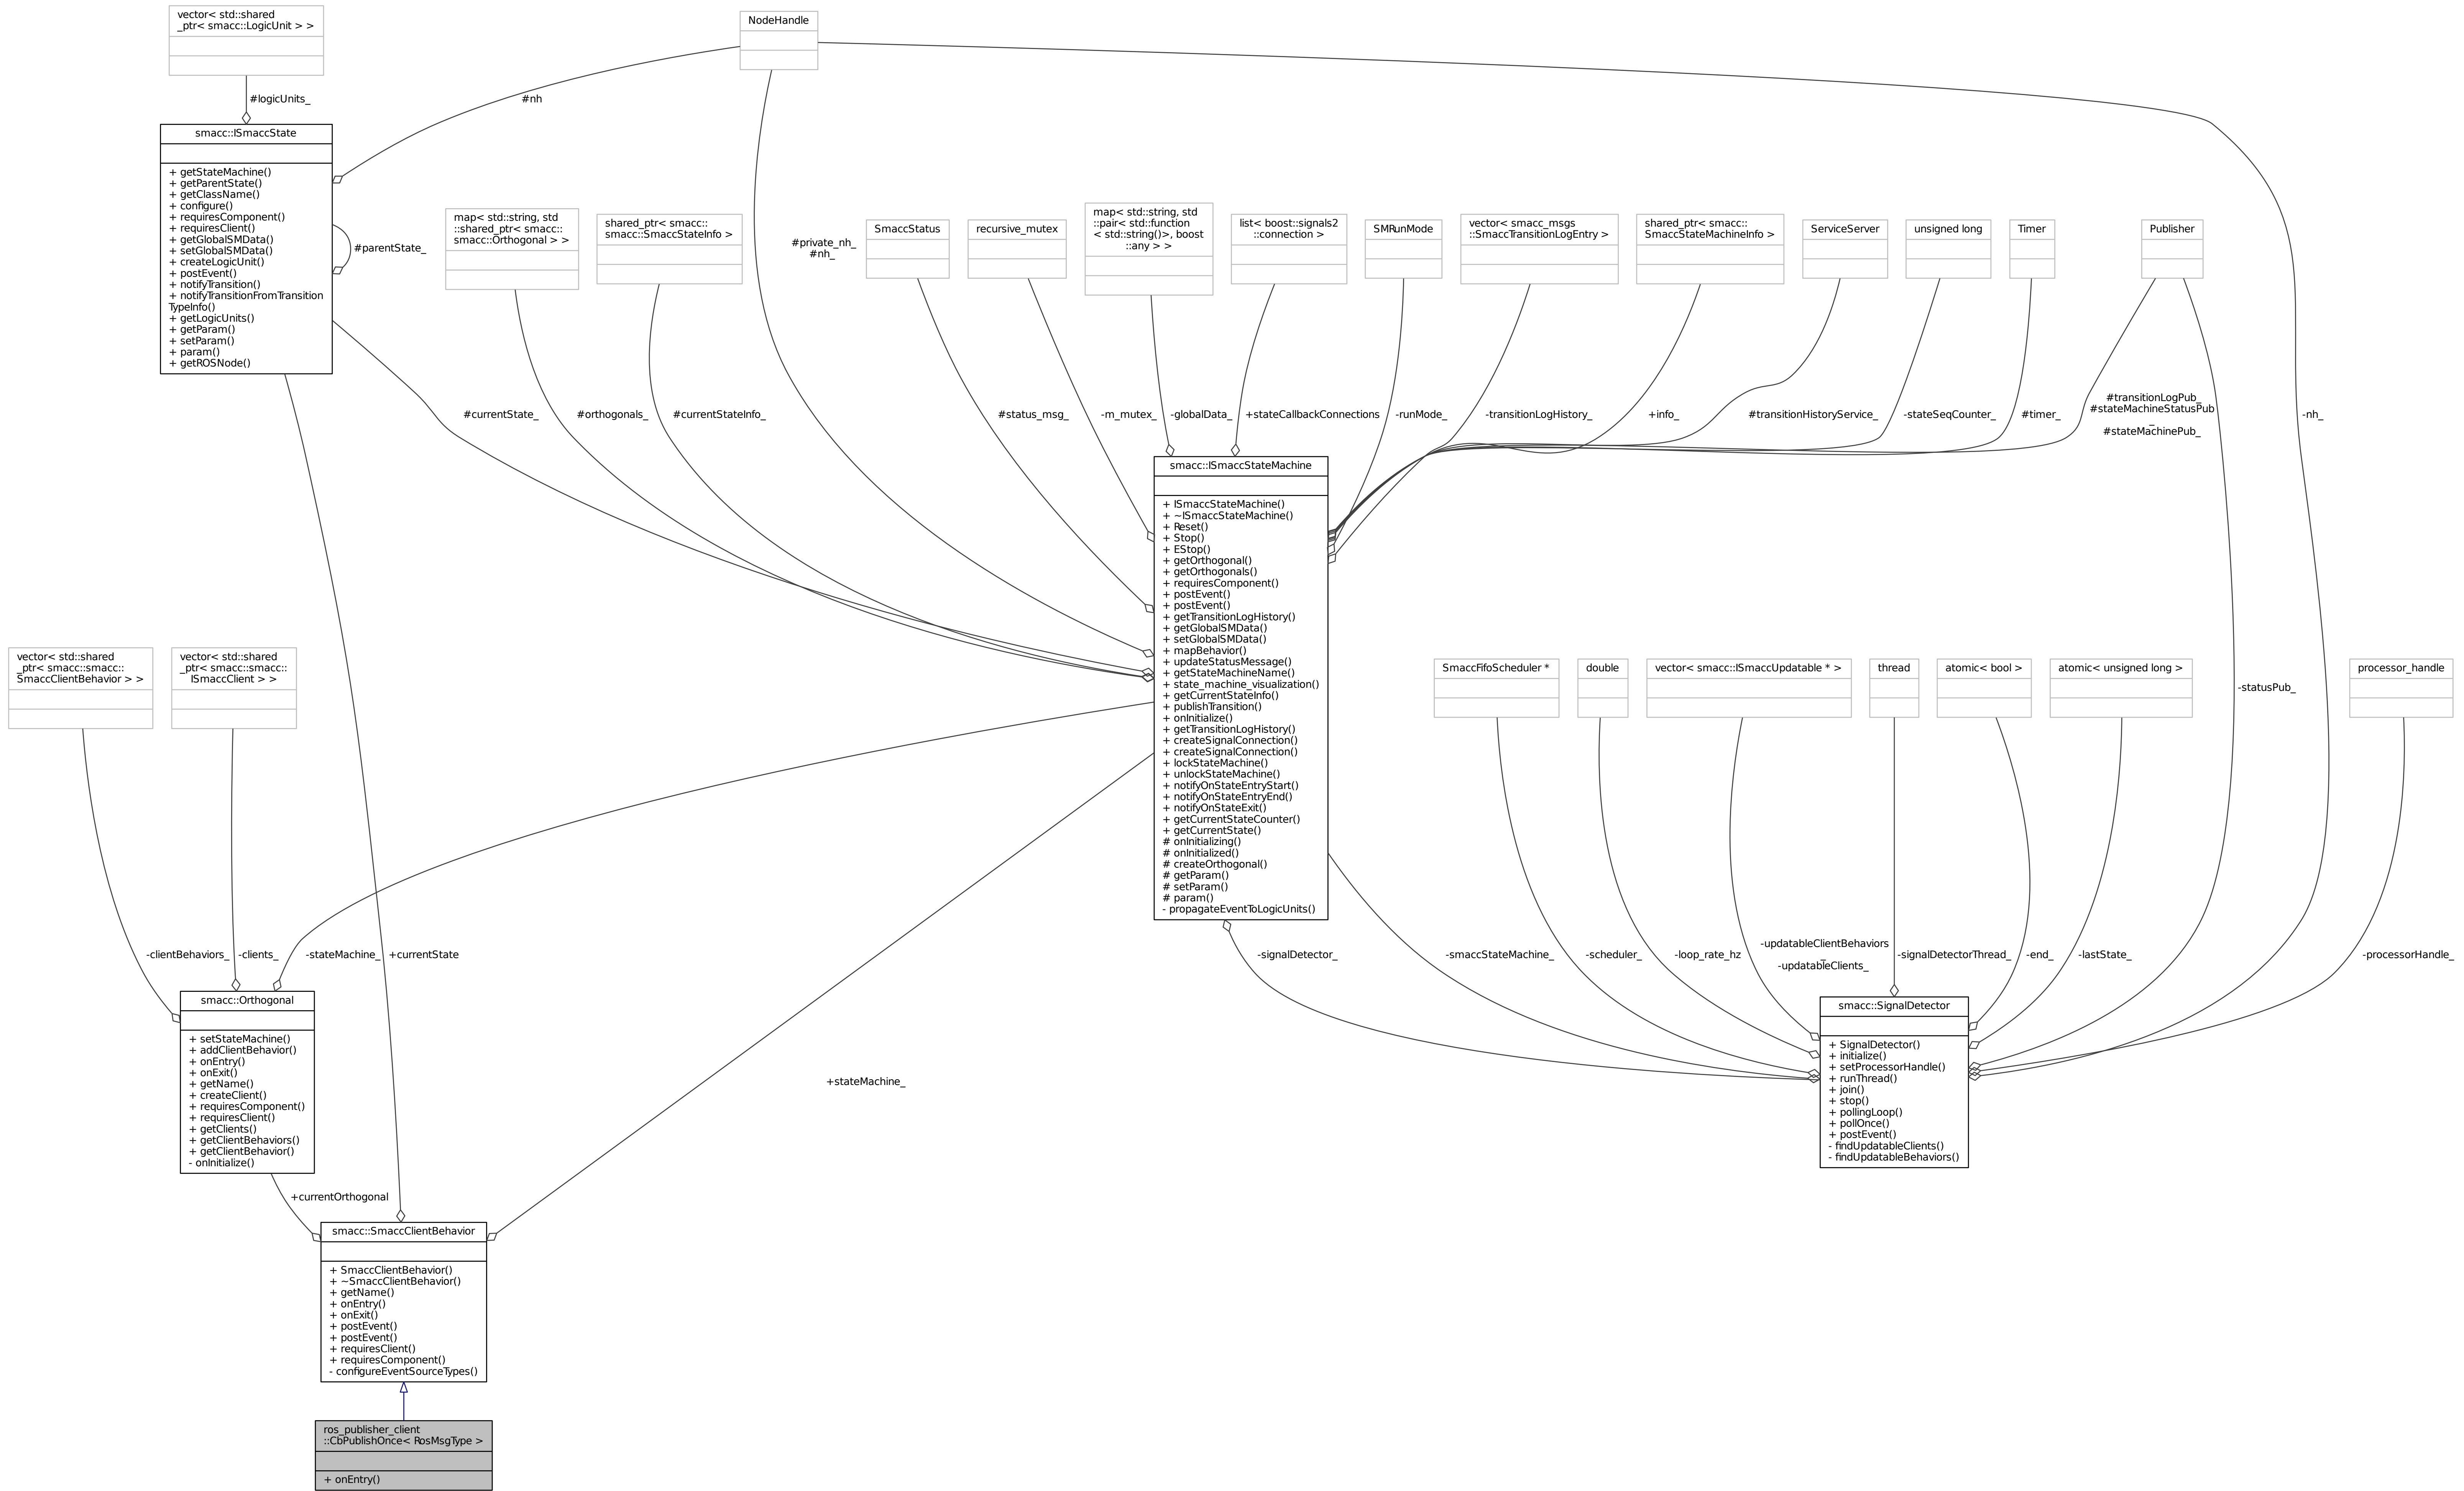 vector< std::shared
_ptr< smacc::LogicUnit > >
NodeHandle
#logicUnits_
#nh
smacc::ISmaccState
+ getStateMachine()
+ getParentState()
+ getClassName()
+ configure()
+ requiresComponent()
+ requiresClient()
+ getGlobalSMData()
+ setGlobalSMData()
+ createLogicUnit()
+ postEvent()
+ notifyTransition()
+ notifyTransitionFromTransition
TypeInfo()
+ getLogicUnits()
+ getParam()
+ setParam()
+ param()
+ getROSNode()
#parentState_
map< std::string, std
::shared_ptr< smacc::
smacc::Orthogonal > >
shared_ptr< smacc::
smacc::SmaccStateInfo >
#private_nh_
#nh_
SmaccStatus
recursive_mutex
map< std::string, std
::pair< std::function
< std::string()>, boost
::any > >
list< boost::signals2
::connection >
SMRunMode
vector< smacc_msgs
::SmaccTransitionLogEntry >
shared_ptr< smacc::
SmaccStateMachineInfo >
ServiceServer
unsigned long
Timer
Publisher
#currentState_
#orthogonals_
#currentStateInfo_
#status_msg_
-m_mutex_
-globalData_
+stateCallbackConnections
-runMode_
-transitionLogHistory_
+info_
#transitionHistoryService_
-stateSeqCounter_
#timer_
#transitionLogPub_
#stateMachineStatusPub
_
#stateMachinePub_
-nh_
smacc::ISmaccStateMachine
+ ISmaccStateMachine()
+ ~ISmaccStateMachine()
+ Reset()
+ Stop()
+ EStop()
+ getOrthogonal()
+ getOrthogonals()
+ requiresComponent()
+ postEvent()
+ postEvent()
+ getTransitionLogHistory()
+ getGlobalSMData()
+ setGlobalSMData()
+ mapBehavior()
+ updateStatusMessage()
+ getStateMachineName()
+ state_machine_visualization()
+ getCurrentStateInfo()
+ publishTransition()
+ onInitialize()
+ getTransitionLogHistory()
+ createSignalConnection()
+ createSignalConnection()
+ lockStateMachine()
+ unlockStateMachine()
+ notifyOnStateEntryStart()
+ notifyOnStateEntryEnd()
+ notifyOnStateExit()
+ getCurrentStateCounter()
+ getCurrentState()
# onInitializing()
# onInitialized()
# createOrthogonal()
# getParam()
# setParam()
# param()
- propagateEventToLogicUnits()
vector< std::shared
_ptr< smacc::smacc::
SmaccClientBehavior > >
vector< std::shared
_ptr< smacc::smacc::
ISmaccClient > >
SmaccFifoScheduler *
double
vector< smacc::ISmaccUpdatable * >
thread
atomic< bool >
atomic< unsigned long >
-statusPub_
processor_handle
-clientBehaviors_
-clients_
-stateMachine_
+currentState
-signalDetector_
-smaccStateMachine_
-scheduler_
-loop_rate_hz
-updatableClientBehaviors
_
-updatableClients_
-signalDetectorThread_
-end_
-lastState_
-processorHandle_
smacc::Orthogonal
+ setStateMachine()
+ addClientBehavior()
+ onEntry()
+ onExit()
+ getName()
+ createClient()
+ requiresComponent()
+ requiresClient()
+ getClients()
+ getClientBehaviors()
+ getClientBehavior()
- onInitialize()
smacc::SignalDetector
+ SignalDetector()
+ initialize()
+ setProcessorHandle()
+ runThread()
+ join()
+ stop()
+ pollingLoop()
+ pollOnce()
+ postEvent()
- findUpdatableClients()
- findUpdatableBehaviors()
+stateMachine_
+currentOrthogonal
smacc::SmaccClientBehavior
+ SmaccClientBehavior()
+ ~SmaccClientBehavior()
+ getName()
+ onEntry()
+ onExit()
+ postEvent()
+ postEvent()
+ requiresClient()
+ requiresComponent()
- configureEventSourceTypes()
ros_publisher_client
::CbPublishOnce< RosMsgType >
+ onEntry()